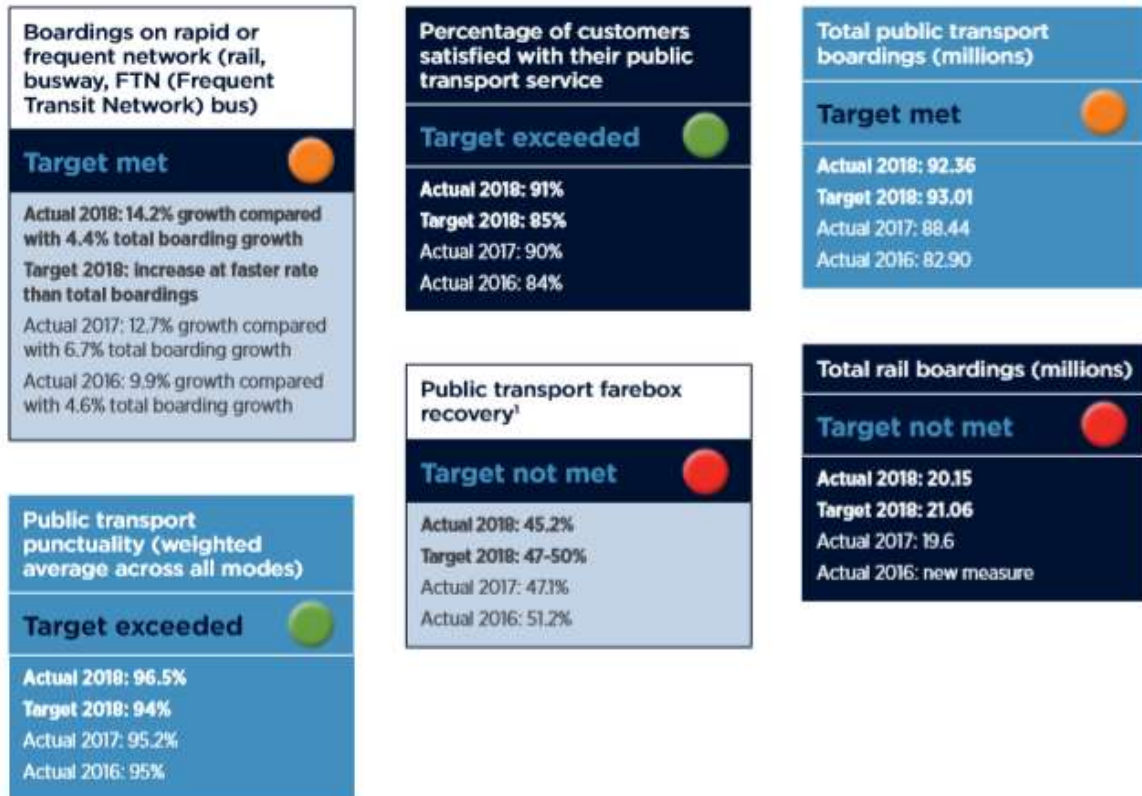 Boardings on rapid or
frequent network (rail,
busway, FTN (Frequent
Transit Network) bus)
Target met
Actual 2018: 14.2% growth compared
with 4.4% total boarding growth
Target 2018: increase at faster rate
than total boardings
Actual 2017: 12.7% growth compared
with 6.7% total boarding growth
Actual 2016: 9.9% growth compared
with 4.6% total boarding growth
Public transport
punctuality (weighted
average across all modes)
Target exceeded
Actual 2018: 96.5%
Target 2018: 94%
Actual 2017: 95.2%
Actual 2016: 95%
Percentage of customers
satisfied with their public
transport service
Target exceeded
Actual 2018: 91%
Target 2018: 85%
Actual 2017: 90%
Actual 2016: 84%
Public transport farebox
recovery¹
Target not met
Actual 2018: 45.2%
Target 2018: 47-50%
Actual 2017: 47.1%
Actual 2016: 51.2%
Total public transport
boardings (millions)
Target met
Actual 2018: 92.36
Target 2018: 93.01
Actual 2017: 88.44
Actual 2016: 82.90
Total rail boardings (millions)
Target not met
Actual 2018: 20.15
Target 2018: 21.06
Actual 2017: 19.6
Actual 2016: new measure